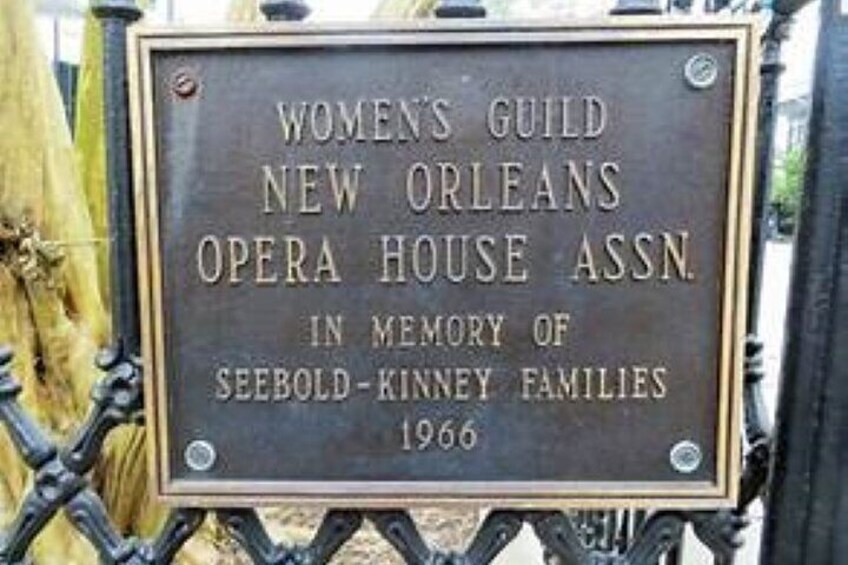 WOMEN'S GUILD
NEW ORLEANS
OPERA HOUSE ASSN.
IN MEMORY OF
SEEBOLD-KINNEY FAMILIES
1966